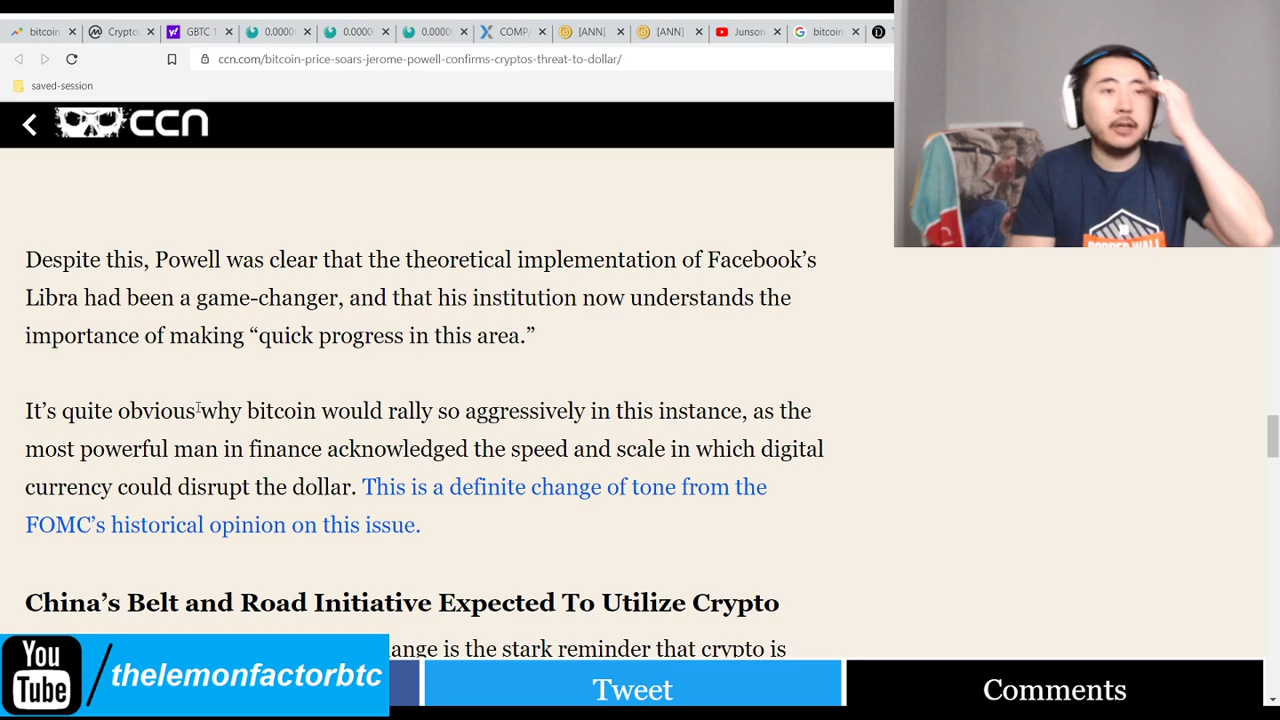 bitcoin
Crypto
GBTC
0.0000
0.0000
0.0000
COMP
[ANN]
[ANN]
Junson
bitcoin
ccn.com/bitcoin-price-soars-jerome-powell-confirms-cryptos-threat-to-dollar/
saved-session
ccn
Despite this, Powell was clear that the theoretical implementation of Facebook’s
Libra had been a game-changer, and that his institution now understands the
importance of making “quick progress in this area.”
It’s quite obvious why bitcoin would rally so aggressively in this instance, as the
most powerful man in finance acknowledged the speed and scale in which digital
currency could disrupt the dollar. This is a definite change of tone from the
FOMC’s historical opinion on this issue.
China’s Belt and Road Initiative Expected To Utilize Crypto
ange is the stark reminder that crypto is
You
Tube
/thelemonfactorbtc
Tweet
Comments